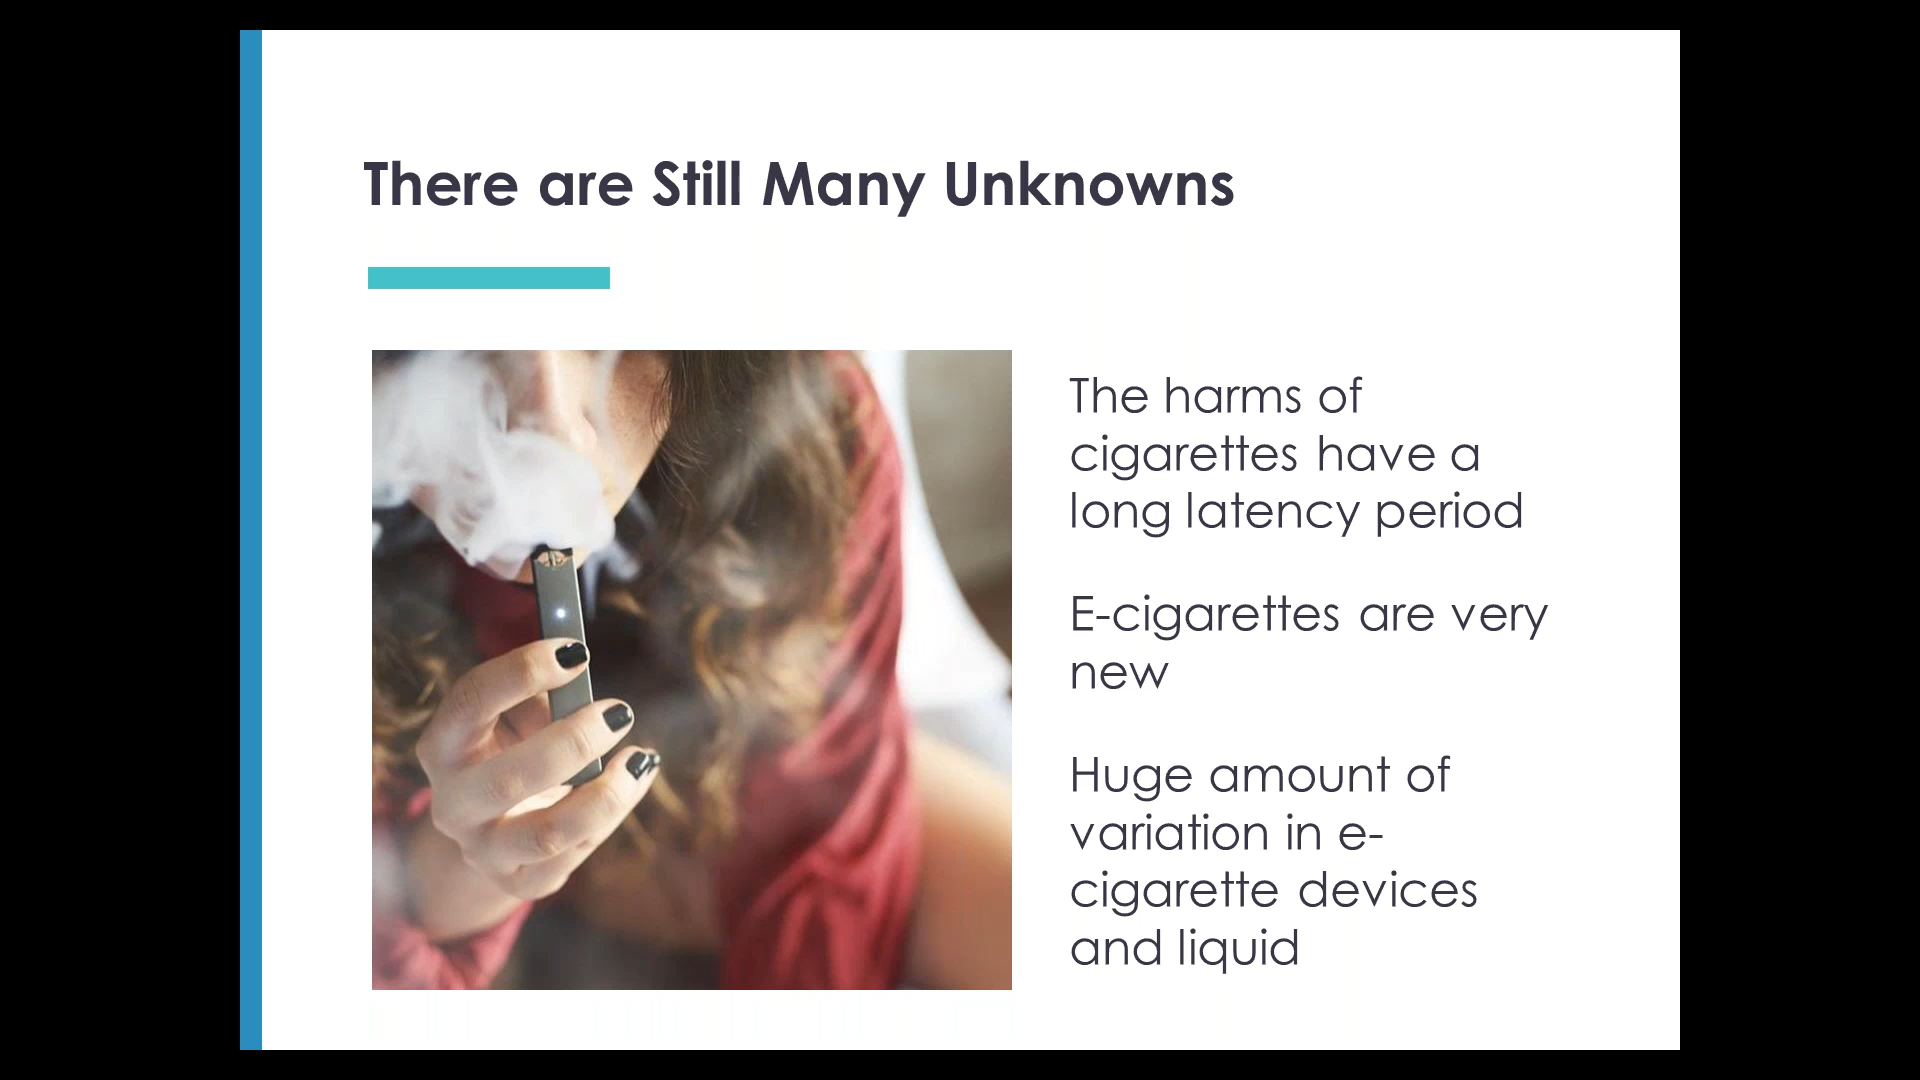 There are Still Many Unknowns
The harms of
cigarettes have a
long latency period
E-cigarettes are very
new
Huge amount of
variation in e-
cigarette devices
and liquid